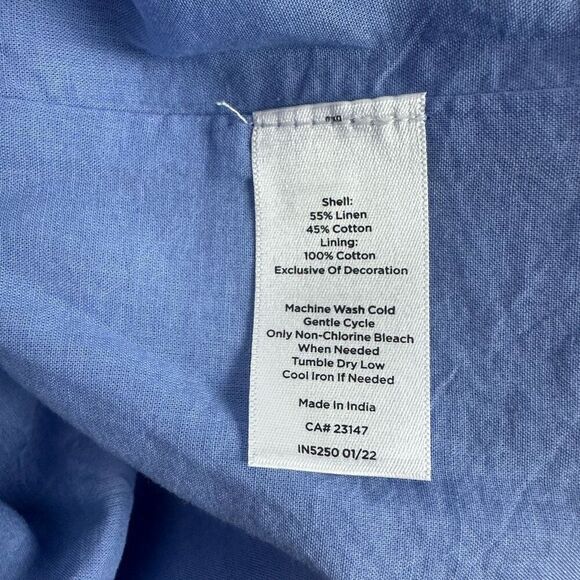 Shell:
55% Linen
45% Cotton
Lining:
100% Cotton
Exclusive Of Decoration
Machine Wash Cold
Gentle Cycle
Only Non-Chlorine Bleach
When Needed
Tumble Dry Low
Cool Iron If Needed
Made In India
CA# 23147
IN5250 01/22